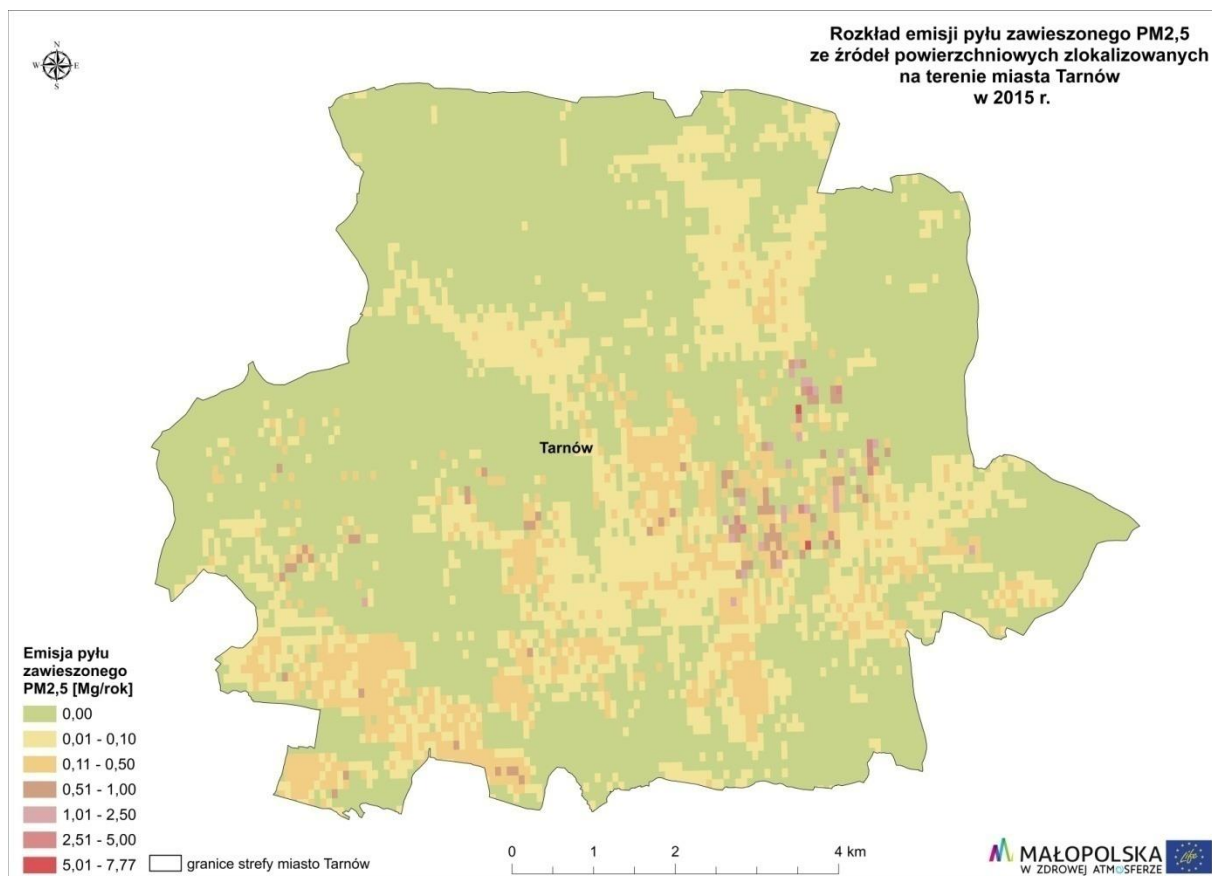 Rozkład emisji pyłu zawieszonego PM2,5
ze źródeł powierzchniowych zlokalizowanych
na terenie miasta Tarnów
w 2015 r.
N
W E
S
Tarnów
Emisja pyłu
zawieszonego
PM2,5 [Mg/rok]
0,00
0,01 - 0,10
0,11 - 0,50
0,51 - 1,00
1,01 - 2,50
2,51 - 5,00
5,01 - 7,77
granice strefy miasto Tarnów
0 1 2 4 km
MAŁOPOLSKA
W ZDROWEJ ATMOSFERZE
Life